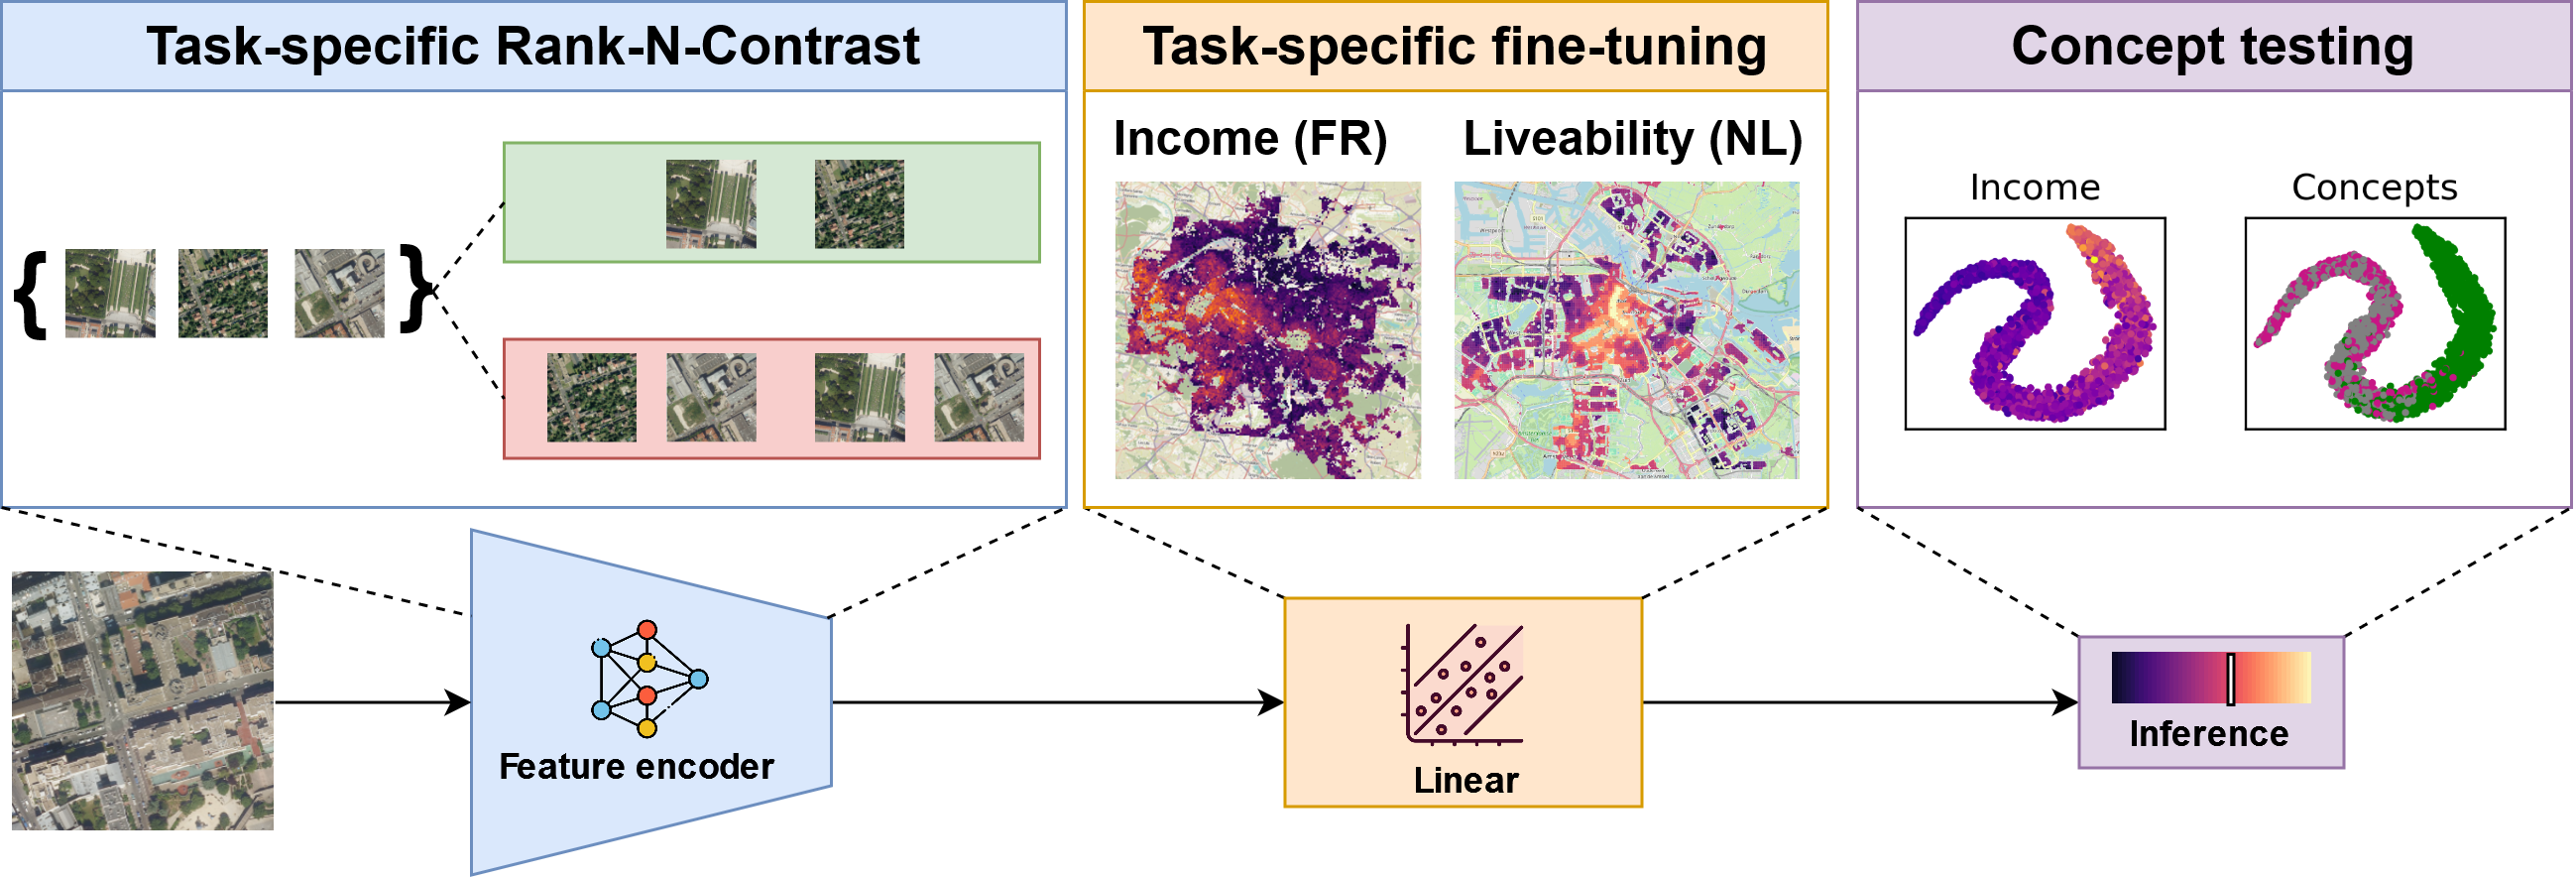 Task-specific Rank-N-Contrast
Task-specific fine-tuning
Concept testing
Income (FR)
Liveability (NL)
Income
Concepts
{
}
Feature encoder
Linear
Inference